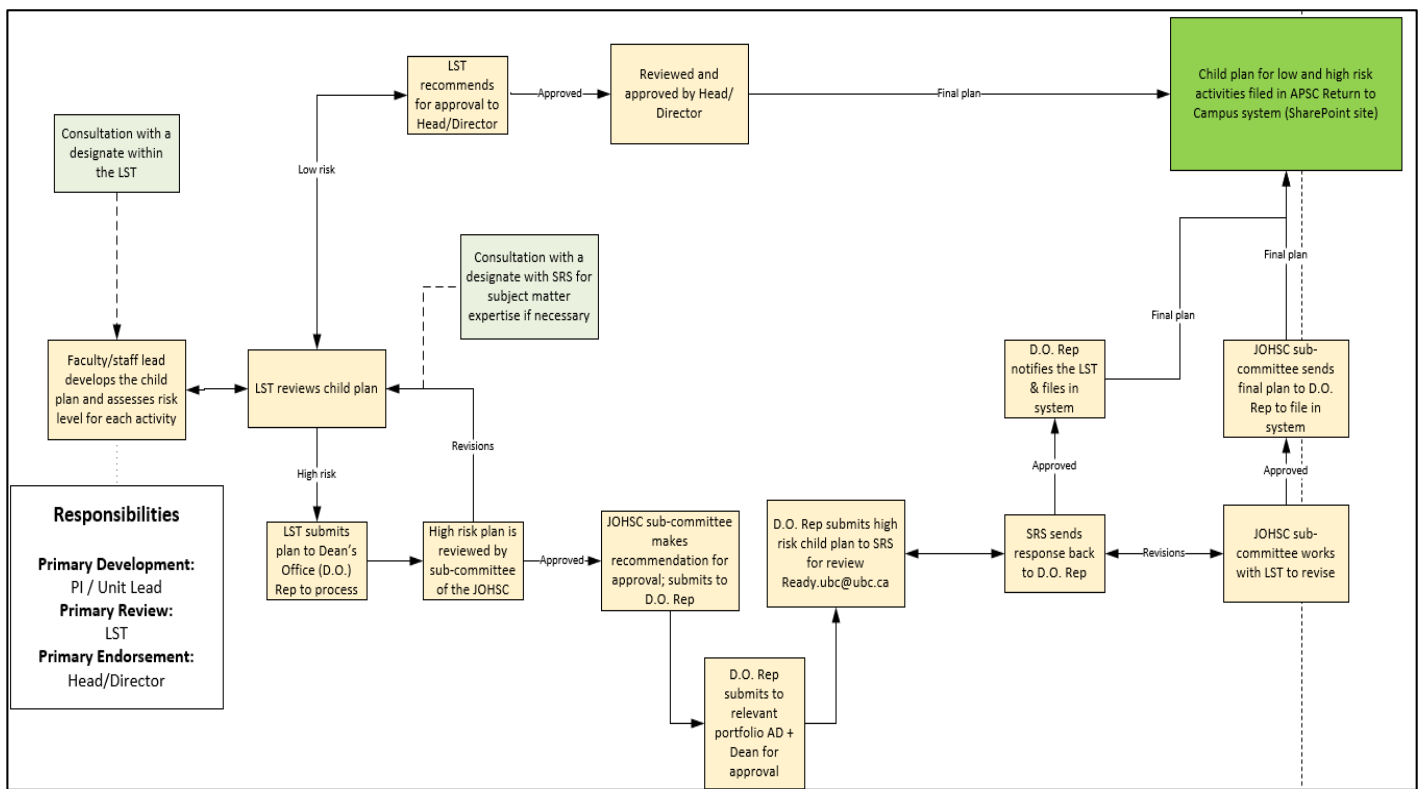 LST
recommends
for approval to
Head/Director
Approved
Reviewed and
approved by Head/
Director
Final plan
Child plan for low and high risk
activities filed in APSC Return to
Campus system (SharePoint site)
Consultation with a
designate within
the LST
Low risk
Consultation with a
designate with SRS for
subject matter
expertise if necessary
Faculty/staff lead
develops the child
plan and assesses risk
level for each activity
LST reviews child plan
Revisions
High risk
Responsibilities
Primary Development:
PI / Unit Lead
Primary Review:
LST
Primary Endorsement:
Head/Director
LST submits
plan to Dean's
Office (D.O.)
Rep to process
High risk plan is
reviewed by
sub-committee
of the JOHSC
Approved
JOHSC sub-committee
makes
recommendation for
approval; submits to
D.O. Rep
D.O. Rep
submits to
relevant
portfolio AD +
Dean for
approval
D.O. Rep submits high
risk child plan to SRS
for review
Ready.ubc@ubc.ca
SRS sends
response back
to D.O. Rep
Approved
D.O. Rep
notifies the LST
& files in
system
Final plan
Revisions
JOHSC sub-
committee works
with LST to revise
Approved
JOHSC sub-
committee sends
final plan to D.O.
Rep to file in
system
Final plan